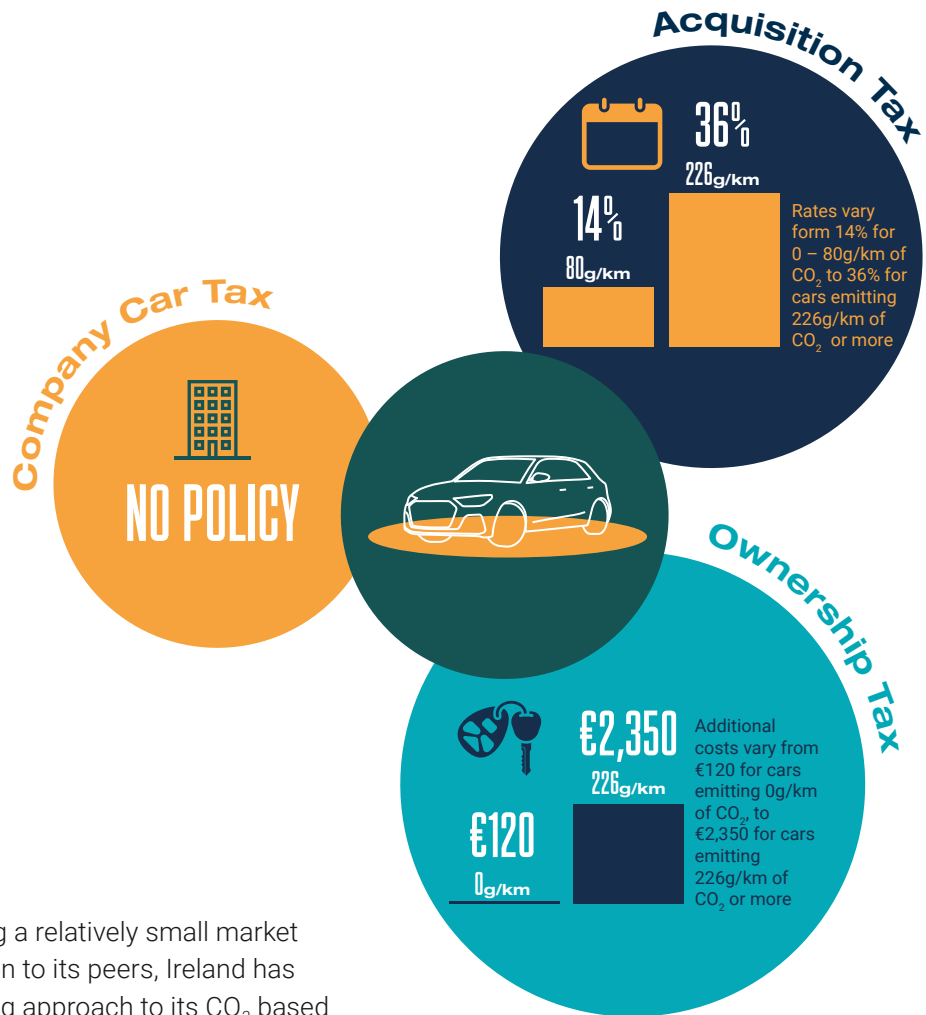 Acquisition Tax
36%
226g/km
14%
80g/km
Rates vary
form 14% for
0 – 80g/km of
CO₂ to 36% for
cars emitting
226g/km of
CO₂ or more
Company Car Tax
NO POLICY
Ownership Tax
€2,350
226g/km
€120
0g/km
Additional
costs vary from
€120 for cars
emitting 0g/km
of CO₂, to
€2,350 for cars
emitting
226g/km of
CO₂ or more
g a relatively small market
n to its peers, Ireland has
g approach to its CO₂ based